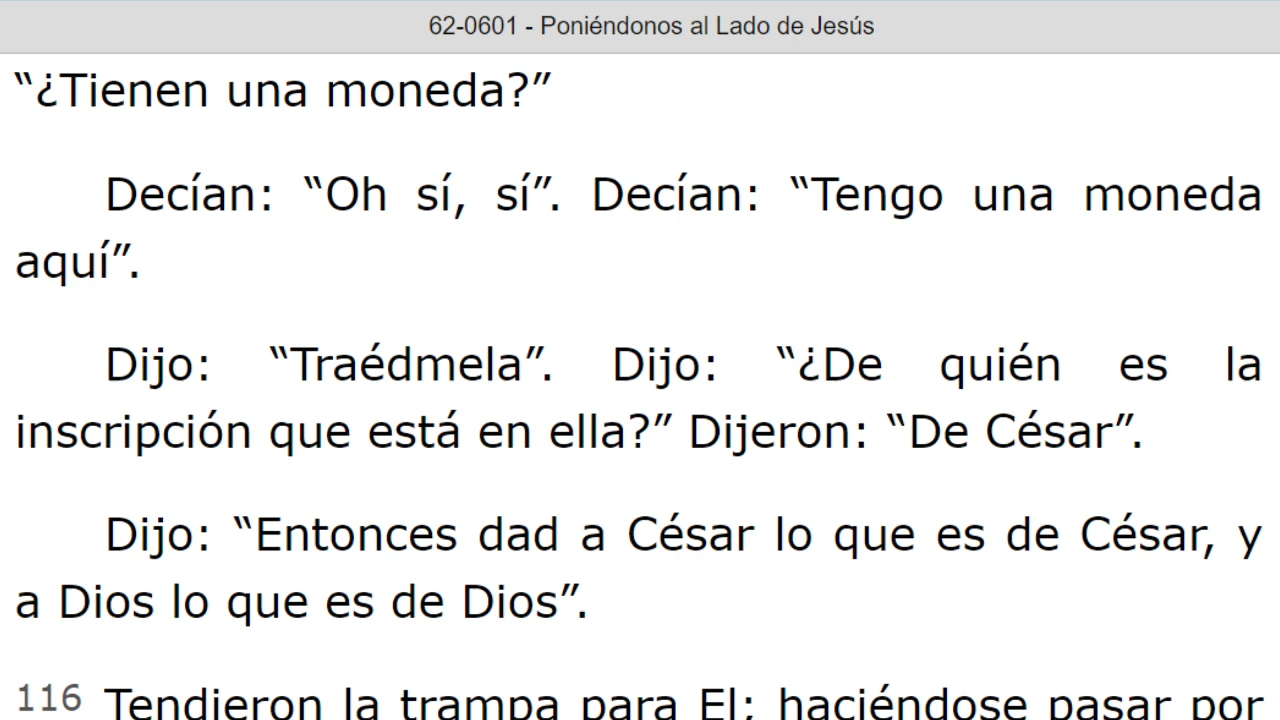 62-0601 - Poniéndonos al Lado de Jesús
“¿Tienen una moneda?”
Decían: “Oh sí, sí”. Decían: “Tengo una moneda
aquí”.
Dijo: “Traédmela”. Dijo: “¿De quién es la
inscripción que está en ella?” Dijeron: “De César”.
Dijo: “Entonces dad a César lo que es de César, y
a Dios lo que es de Dios”.
116 Tendieron la trampa para El; haciéndose pasar por